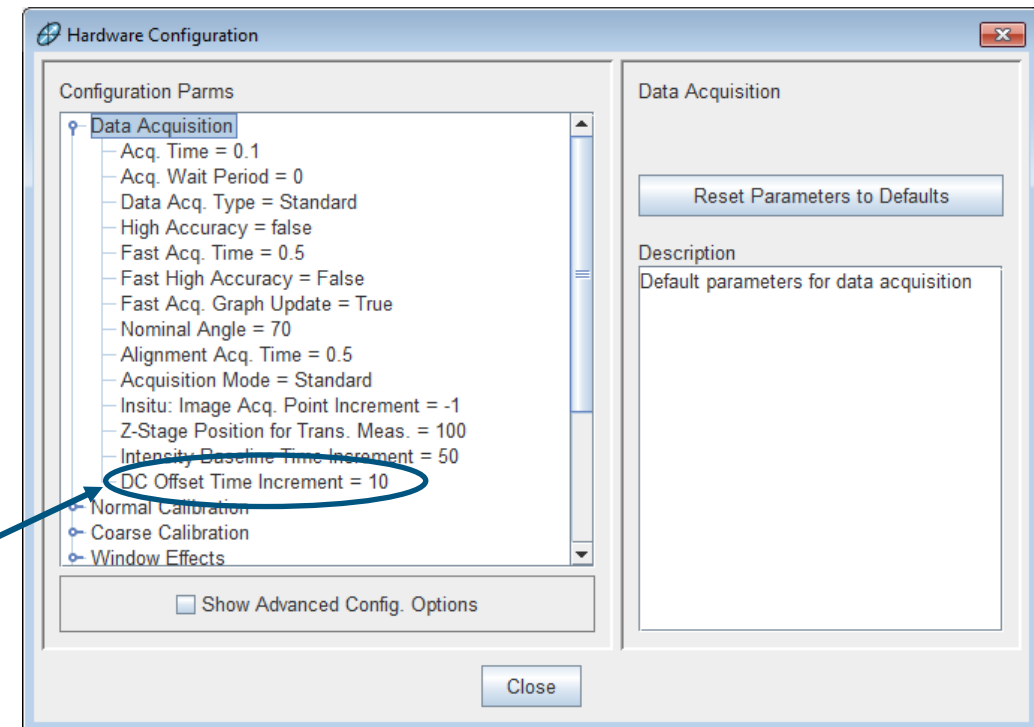 Hardware Configuration
Configuration Parms
Data Acquisition
Acq. Time = 0.1
Acq. Wait Period = 0
Data Acq. Type = Standard
High Accuracy = false
Fast Acq. Time = 0.5
Fast High Accuracy = False
Fast Acq. Graph Update = True
Nominal Angle = 70
Alignment Acq. Time = 0.5
Acquisition Mode = Standard
Insitu: Image Acq. Point Increment = -1
Z-Stage Position for Trans. Meas. = 100
Intensity Baseline Time Increment = 50
DC Offset Time Increment = 10
Normal Calibration
Coarse Calibration
Window Effects
Show Advanced Config. Options
Data Acquisition
Reset Parameters to Defaults
Description
Default parameters for data acquisition
Close